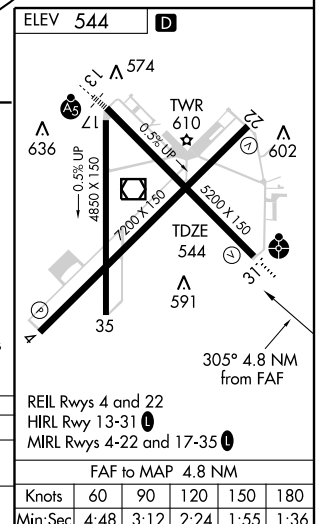 ELEV 544 D
574
13
A5
TWR
610
22
17
V
636
602
0.5% UP
0.5% UP
4850 X 150
7200 X 150
5200 X 150
TDZE
544
V
31
591
P
4
35
305° 4.8 NM
from FAF
REIL Rwys 4 and 22
HIRL Rwy 13-31 L
MIRL Rwys 4-22 and 17-35 L
FAF to MAP 4.8 NM
Knots 60 90 120 150 180
Min:Sec 4:48 3:12 2:24 1:55 1:36